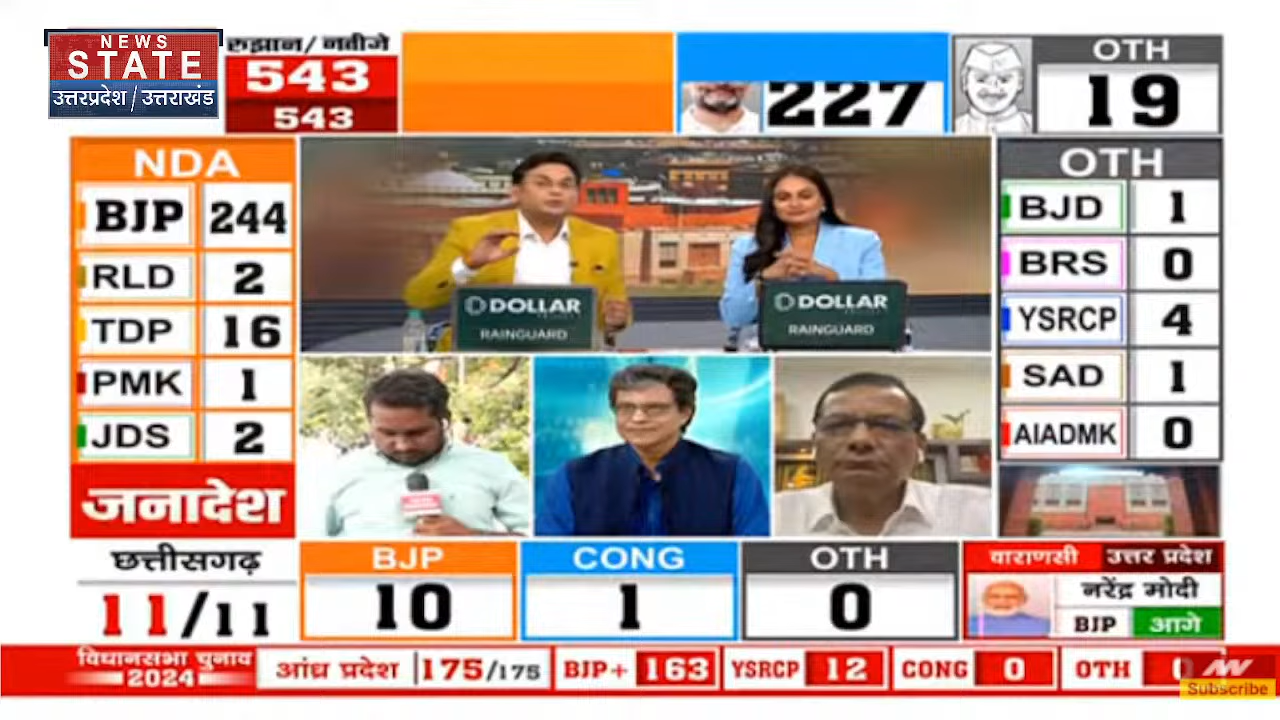 NEWS
STATE
उत्तरप्रदेश / उत्तराखंड
रुझान/ नतीजे
543
543
227
OTH
19
NDA
BJP 244
RLD 2
TDP 16
PMK 1
JDS 2
जनादेश
DOLLAR
RAINGUARD
DOLLAR
RAINGUARD
OTH
BJD 1
BRS 0
YSRCP 4
SAD 1
AIADMK 0
छत्तीसगढ़
11/11
BJP
10
CONG
1
OTH
0
वाराणसी उत्तर प्रदेश
नरेंद्र मोदी
BJP आगे
विधानसभा चुनाव
2024
आंध्र प्रदेश 175/175 BJP+ 163 YSRCP 12 CONG 0 OTH 0
Subscribe